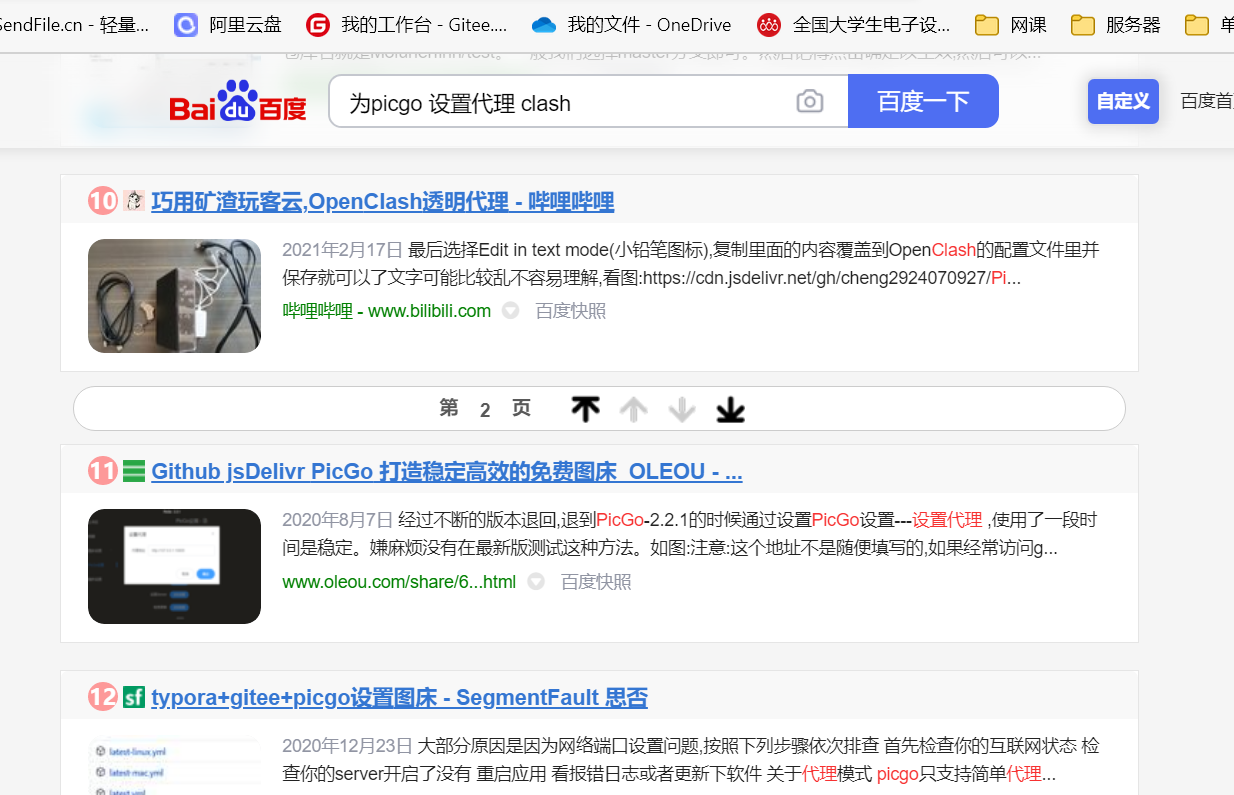 SendFile.cn - 轻量... 阿里云盘 我的工作台 - Gitee.... 我的文件 - OneDrive 全国大学生电子设... 网课 服务器
Bai du 百度 为picgo 设置代理 clash 百度一下 自定义 百度首
10 巧用矿渣玩客云,OpenClash透明代理 - 哔哩哔哩
2021年2月17日 最后选择Edit in text mode(小铅笔图标),复制里面的内容覆盖到OpenClash的配置文件里并
保存就可以了文字可能比较乱不容易理解,看图:https://cdn.jsdelivr.net/gh/cheng2924070927/Pi...
哔哩哔哩 - www.bilibili.com 百度快照
第 2 页
11 Github jsDelivr PicGo 打造稳定高效的免费图床_OLEOU - ...
2020年8月7日 经过不断的版本退回,退到PicGo-2.2.1的时候通过设置PicGo设置---设置代理 ,使用了一段时
间是稳定。嫌麻烦没有在最新版测试这种方法。如图:注意:这个地址不是随便填写的,如果经常访问g...
www.oleou.com/share/6...html 百度快照
12 sf typora+gitee+picgo设置图床 - SegmentFault 思否
2020年12月23日 大部分原因是因为网络端口设置问题,按照下列步骤依次排查 首先检查你的互联网状态 检
查你的server开启了没有 重启应用 看报错日志或者更新下软件 关于代理模式 picgo只支持简单代理...
latest-linux.yml
latest-mac.yml
latest.yml